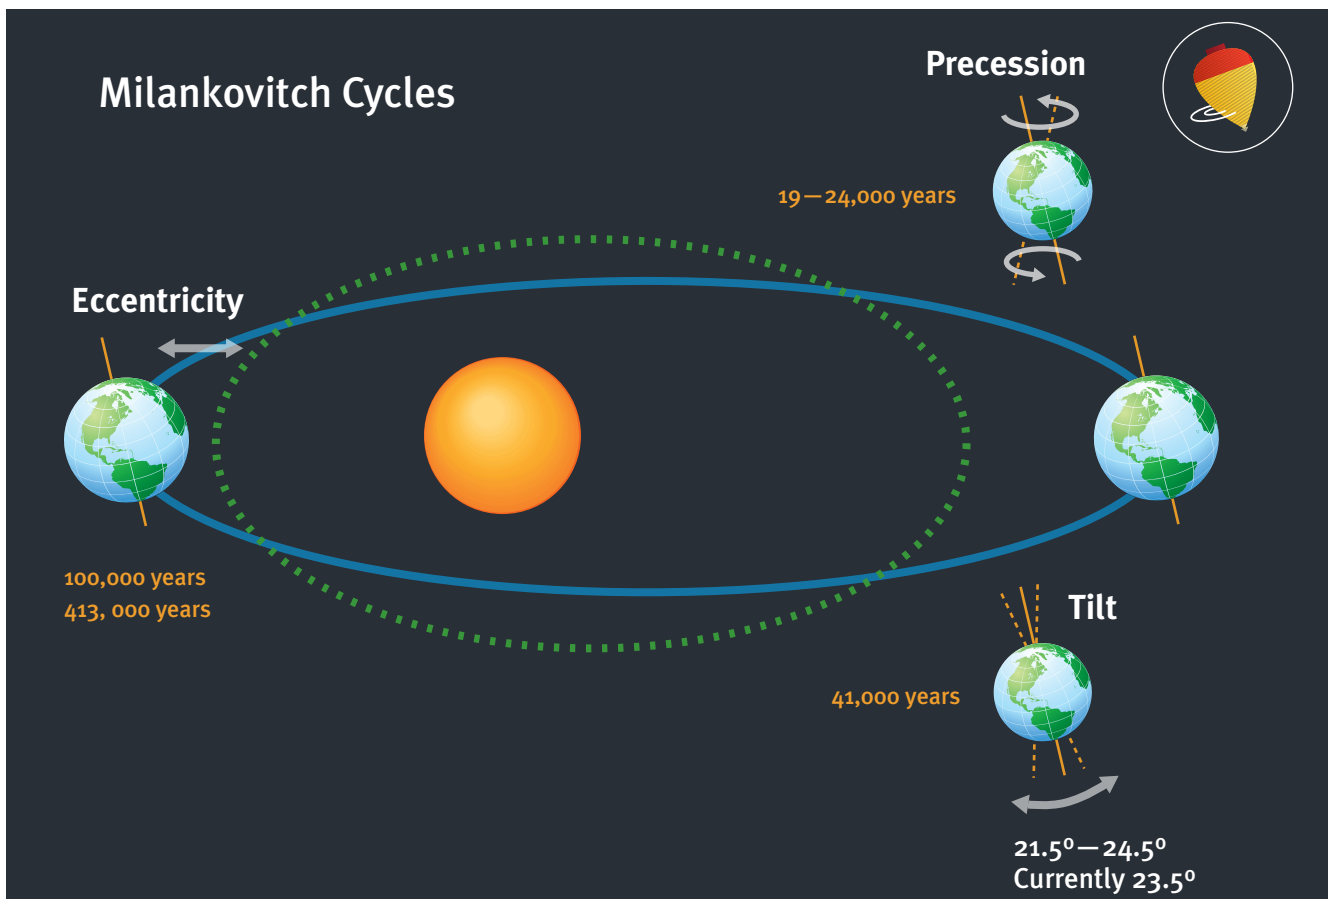 Milankovitch Cycles
Precession
19—24,000 years
Eccentricity
100,000 years
413, 000 years
Tilt
41,000 years
21.5º—24.5º
Currently 23.5º